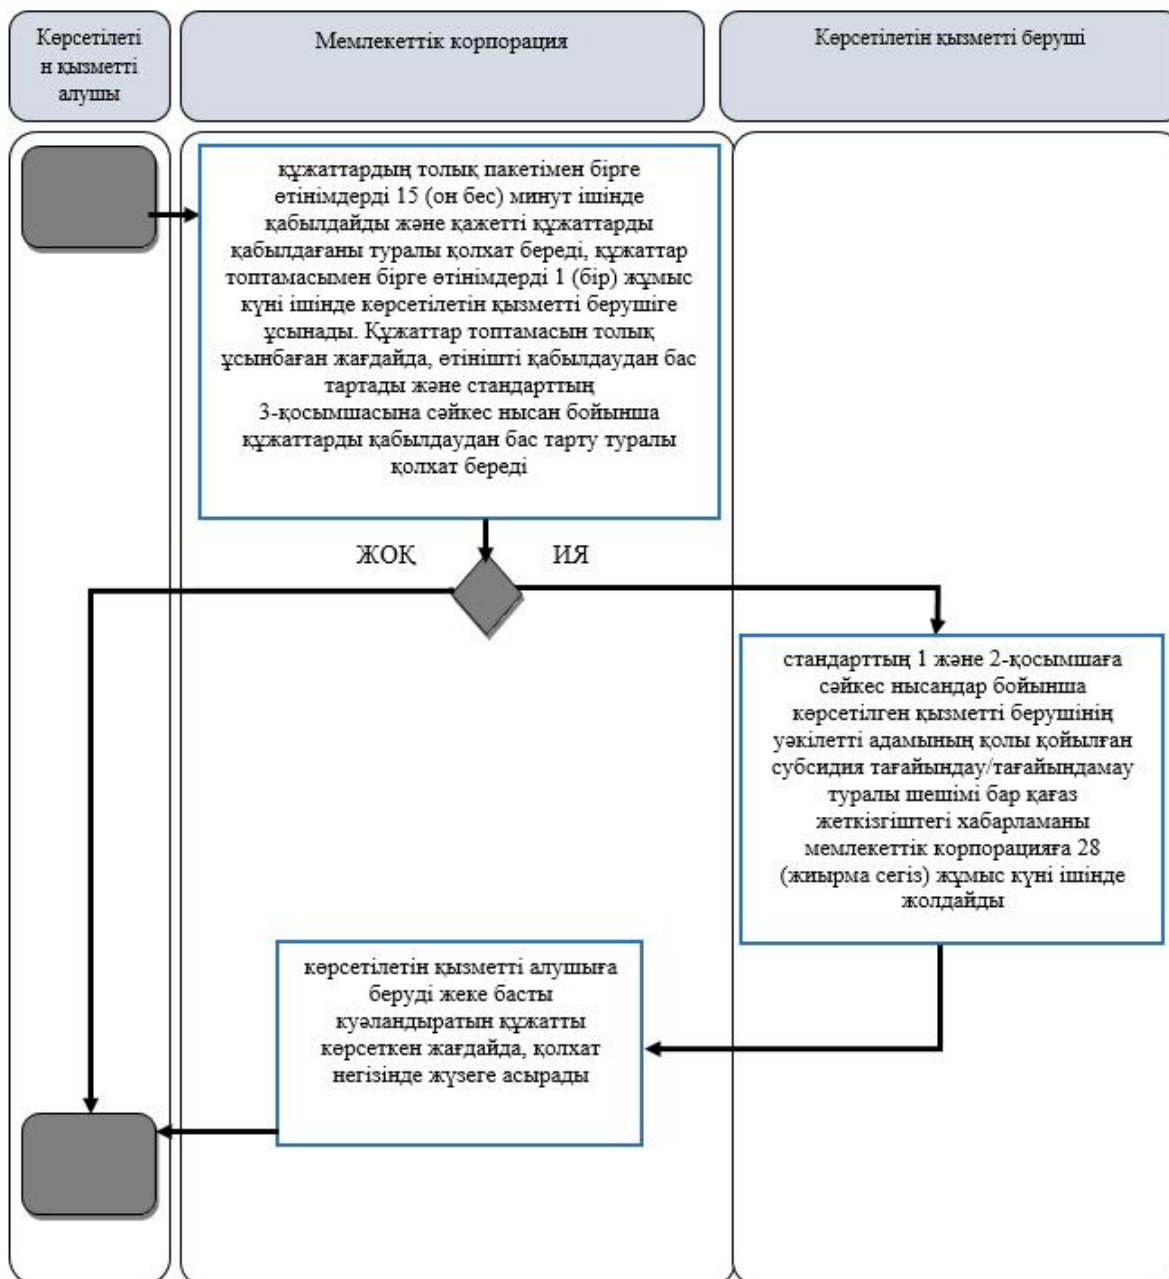 Көрсетілеті
н қызметті
алушы
Мемлекеттік корпорация
Көрсетілетін қызметті беруші
құжаттардың толық пакетімен бірге
өтінімдерді 15 (он бес) минут ішінде
қабылдайды және қажетті құжаттарды
қабылдағаны туралы қолхат береді, құжаттар
топтамасымен бірге өтінімдерді 1 (бір) жұмыс
күні ішінде көрсетілетін қызметті берушіге
ұсынады. Құжаттар топтамасын толық
ұсынбаған жағдайда, өтінішті қабылдаудан бас
тартады және стандарттың
3-қосымшасына сәйкес нысан бойынша
құжаттарды қабылдаудан бас тарту туралы
қолхат береді
ЖОҚ
ИЯ
стандарттың 1 және 2-қосымшаға
сәйкес нысандар бойынша
көрсетілген қызметті берушінің
уәкілетті адамының қолы қойылған
субсидия тағайындау/тағайындамау
туралы шешімі бар қағаз
жеткізгіштегі хабарламаны
мемлекеттік корпорацияға 28
(жиырма сегіз) жұмыс күні ішінде
жолдайды
көрсетілетін қызметті алушыға
беруді жеке басты
куәландыратын құжатты
көрсеткен жағдайда, қолхат
негізінде жүзеге асырады